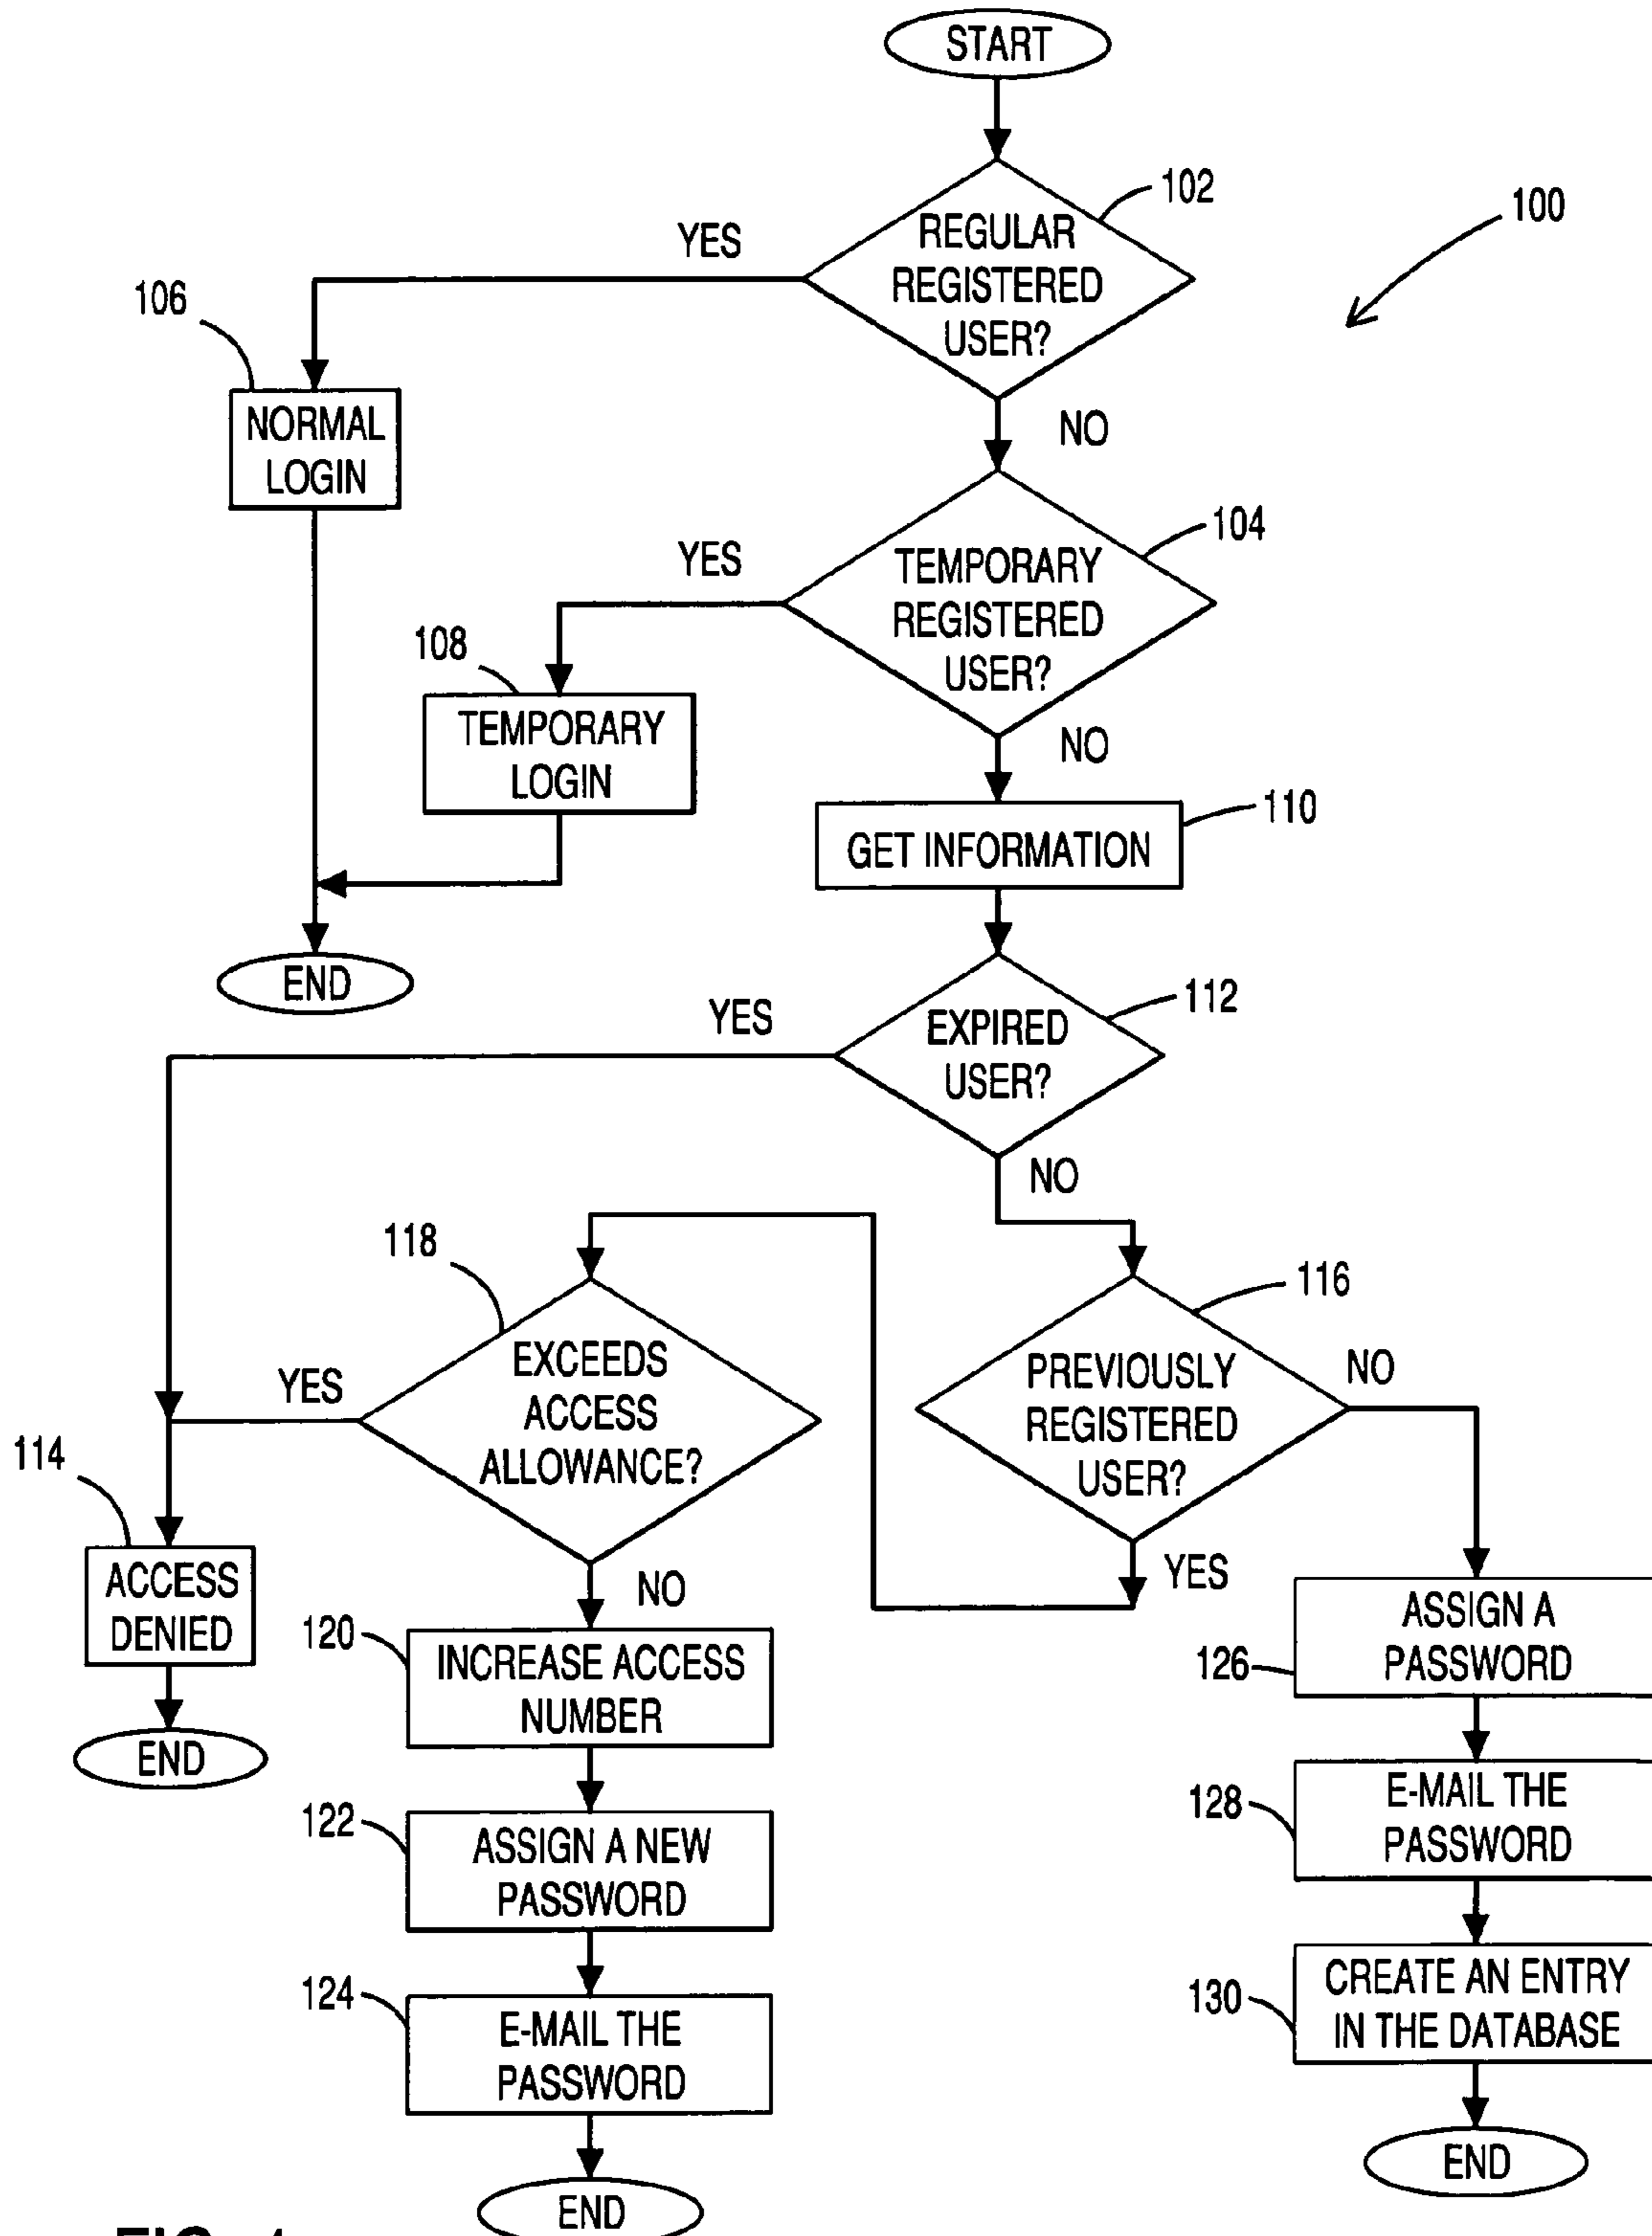 START
102
100
REGULAR
REGISTERED
USER?
YES
106
NORMAL
LOGIN
NO
104
TEMPORARY
REGISTERED
USER?
YES
108
TEMPORARY
LOGIN
NO
110
GET INFORMATION
END
112
EXPIRED
USER?
YES
NO
118
116
EXCEEDS
ACCESS
ALLOWANCE?
YES
PREVIOUSLY
REGISTERED
USER?
NO
114
ACCESS
DENIED
NO
YES
120
INCREASE ACCESS
NUMBER
ASSIGN A
PASSWORD
126
END
122
ASSIGN A NEW
PASSWORD
128
E-MAIL THE
PASSWORD
124
E-MAIL THE
PASSWORD
130
CREATE AN ENTRY
IN THE DATABASE
END
END